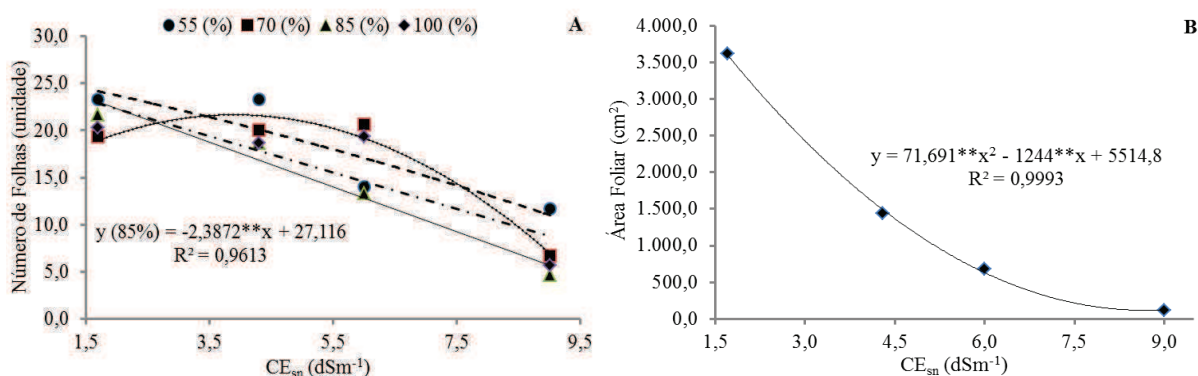 55 (%) 70 (%) 85 (%) 100 (%)
A
Número de Folhas (unidade)
30,0
25,0
20,0
15,0
10,0
5,0
0,0
y (85%) = -2,3872**x + 27,116
R² = 0,9613
1,5 3,5 5,5 7,5 9,5
CEsn (dSm-1)
B
Área Foliar (cm²)
4.000,0
3.500,0
3.000,0
2.500,0
2.000,0
1.500,0
1.000,0
500,0
0,0
y = 71,691**x² - 1244**x + 5514,8
R² = 0,9993
1,5 3,0 4,5 6,0 7,5 9,0
CEsn (dSm-1)